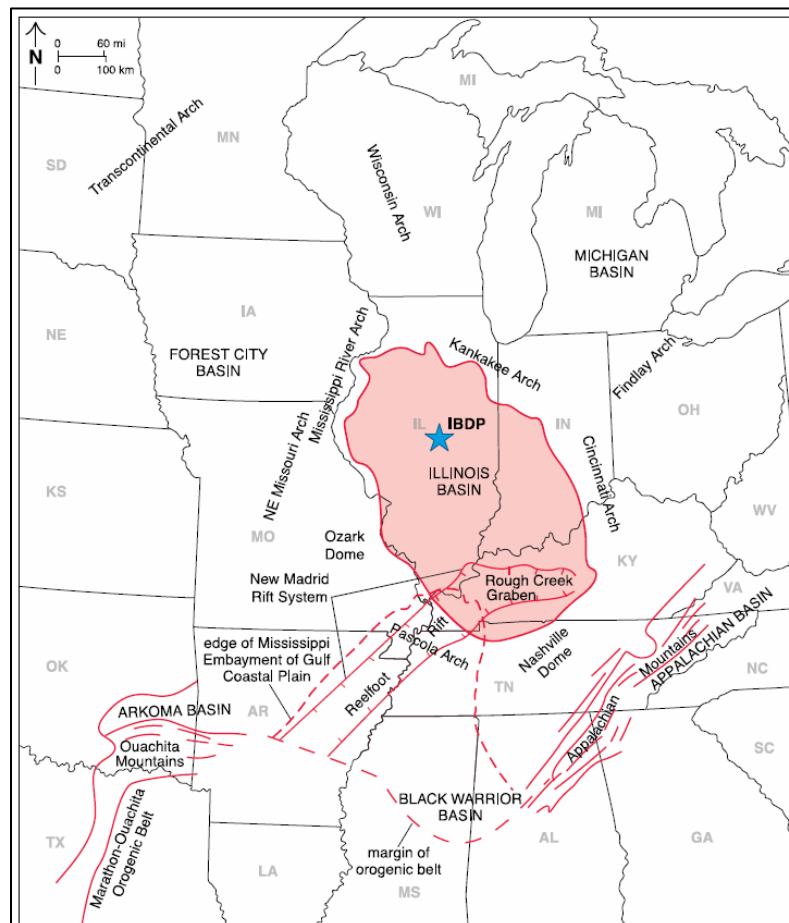 0 60 mi
N
0 100 km
MI
Transcontinental Arch
MN
SD
Wisconsin Arch
WI
MI
MICHIGAN
BASIN
IA
NE
FOREST CITY
BASIN
Mississippi River Arch
Kankakee Arch
Findlay Arch
OH
IL
IBDP
IN
ILLINOIS
BASIN
Cincinnati Arch
NE Missouri Arch
KS
MO
WV
Ozark
Dome
New Madrid
Rift System
Rough Creek
Graben
KY
VA
edge of Mississippi
Embayment of Gulf
Coastal Plain
Rift
Pascola Arch
Nashville
Dome
Mountains
APPALACHIAN BASIN
OK
NC
TN
Reelfoot
AR
ARKOMA BASIN
Ouachita
Mountains
Appalachian
SC
BLACK WARRIOR
BASIN
TX
Marathon-Ouachita
Orogenic Belt
margin of
orogenic belt
AL
GA
LA
MS